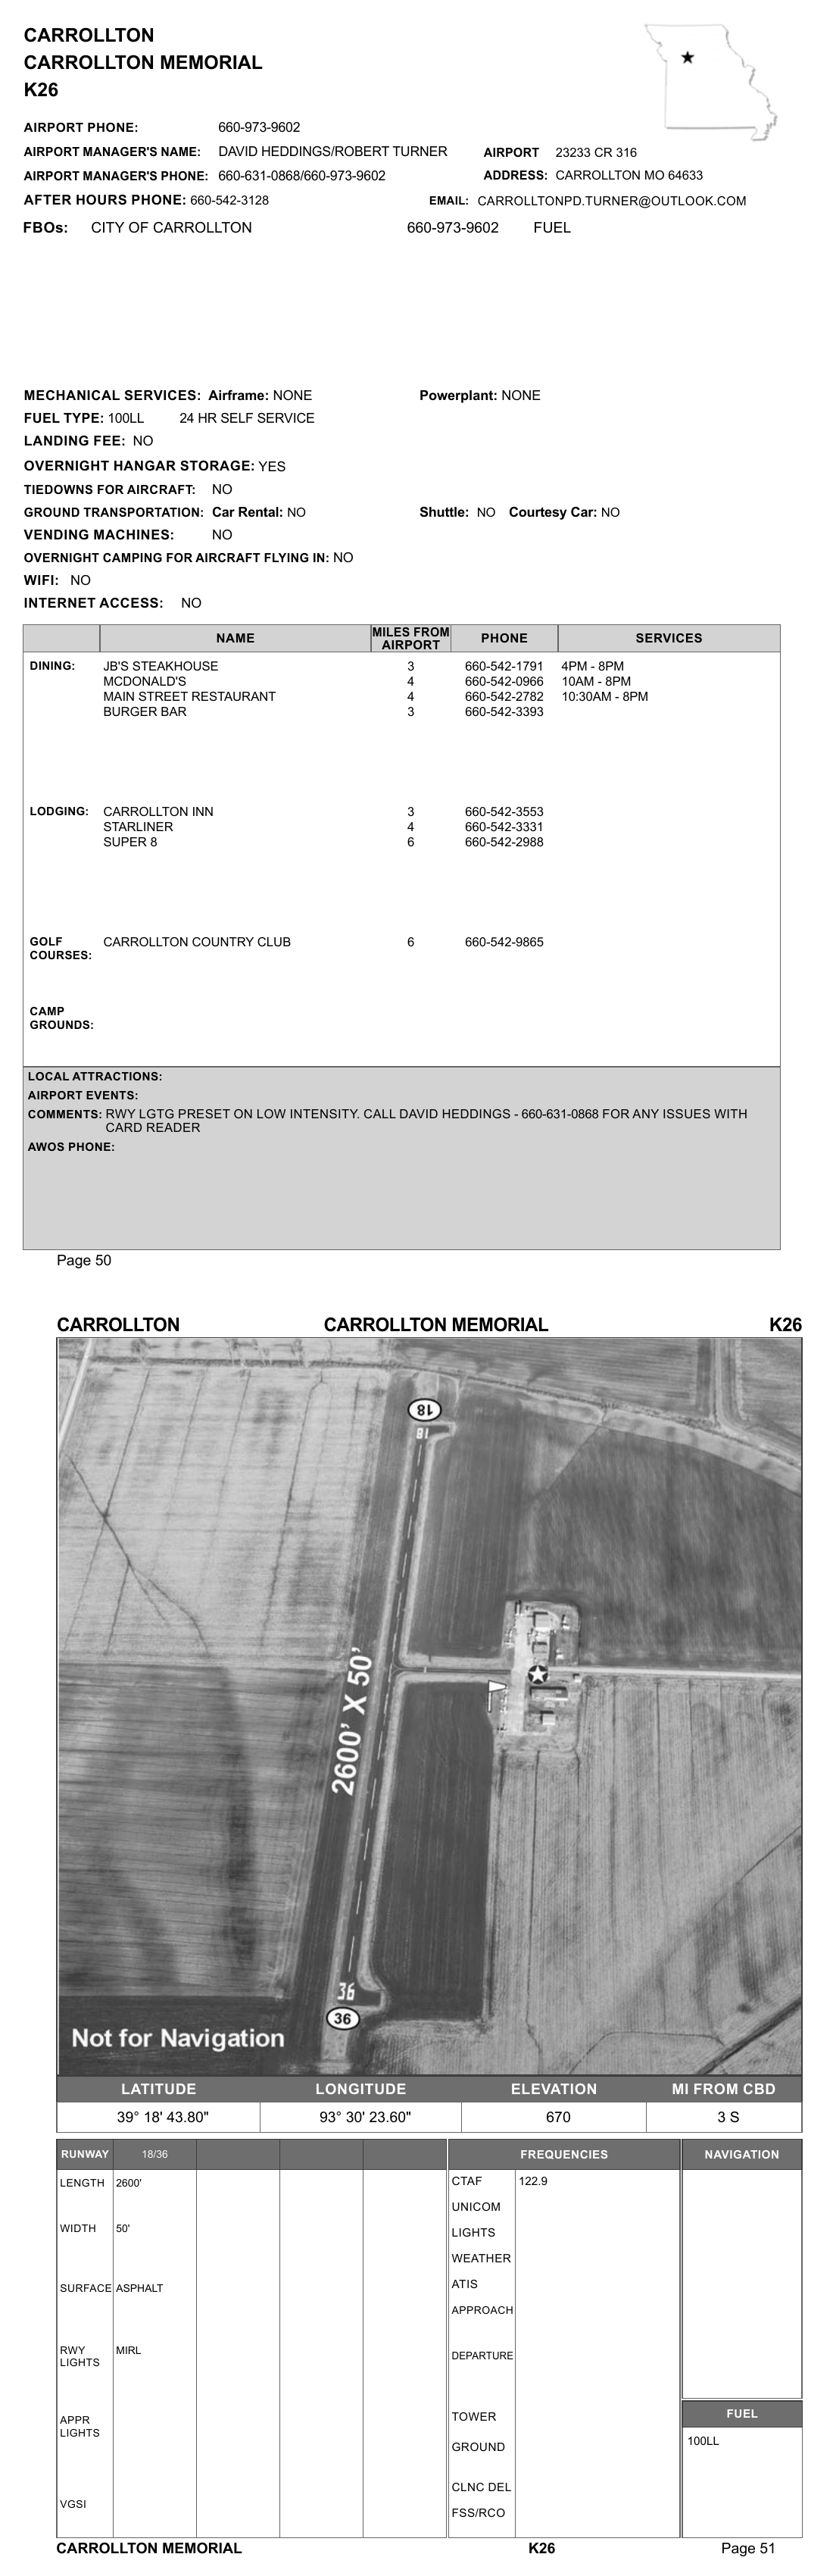 CARROLLTON
CARROLLTON MEMORIAL
K26
AIRPORT PHONE: 660-973-9602
AIRPORT MANAGER'S NAME: DAVID HEDDINGS/ROBERT TURNER AIRPORT 23233 CR 316
AIRPORT MANAGER'S PHONE: 660-631-0868/660-973-9602 ADDRESS: CARROLLTON MO 64633
AFTER HOURS PHONE: 660-542-3128 EMAIL: CARROLLTONPD.TURNER@OUTLOOK.COM
FBOs: CITY OF CARROLLTON 660-973-9602 FUEL
MECHANICAL SERVICES: Airframe: NONE Powerplant: NONE
FUEL TYPE: 100LL 24 HR SELF SERVICE
LANDING FEE: NO
OVERNIGHT HANGAR STORAGE: YES
TIEDOWNS FOR AIRCRAFT: NO
GROUND TRANSPORTATION: Car Rental: NO Shuttle: NO Courtesy Car: NO
VENDING MACHINES: NO
OVERNIGHT CAMPING FOR AIRCRAFT FLYING IN: NO
WIFI: NO
INTERNET ACCESS: NO
NAME MILES FROM AIRPORT PHONE SERVICES
DINING: JB'S STEAKHOUSE 3 660-542-1791 4PM - 8PM
MCDONALD'S 4 660-542-0966 10AM - 8PM
MAIN STREET RESTAURANT 4 660-542-2782 10:30AM - 8PM
BURGER BAR 3 660-542-3393
LODGING: CARROLLTON INN 3 660-542-3553
STARLINER 4 660-542-3331
SUPER 8 6 660-542-2988
GOLF COURSES: CARROLLTON COUNTRY CLUB 6 660-542-9865
CAMP
GROUNDS:
LOCAL ATTRACTIONS:
AIRPORT EVENTS:
COMMENTS: RWY LGTG PRESET ON LOW INTENSITY. CALL DAVID HEDDINGS - 660-631-0868 FOR ANY ISSUES WITH
CARD READER
AWOS PHONE:
Page 50
CARROLLTON CARROLLTON MEMORIAL K26
18
18
2600' X 50'
36
36
Not for Navigation
LATITUDE LONGITUDE ELEVATION MI FROM CBD
39° 18' 43.80" 93° 30' 23.60" 670 3 S
RUNWAY 18/36 FREQUENCIES NAVIGATION
LENGTH 2600'
WIDTH 50'
SURFACE ASPHALT
RWY LIGHTS MIRL
APPR
LIGHTS
VGSI
CTAF 122.9
UNICOM
LIGHTS
WEATHER
ATIS
APPROACH
DEPARTURE
TOWER
GROUND
CLNC DEL
FSS/RCO
FUEL
100LL
CARROLLTON MEMORIAL K26 Page 51